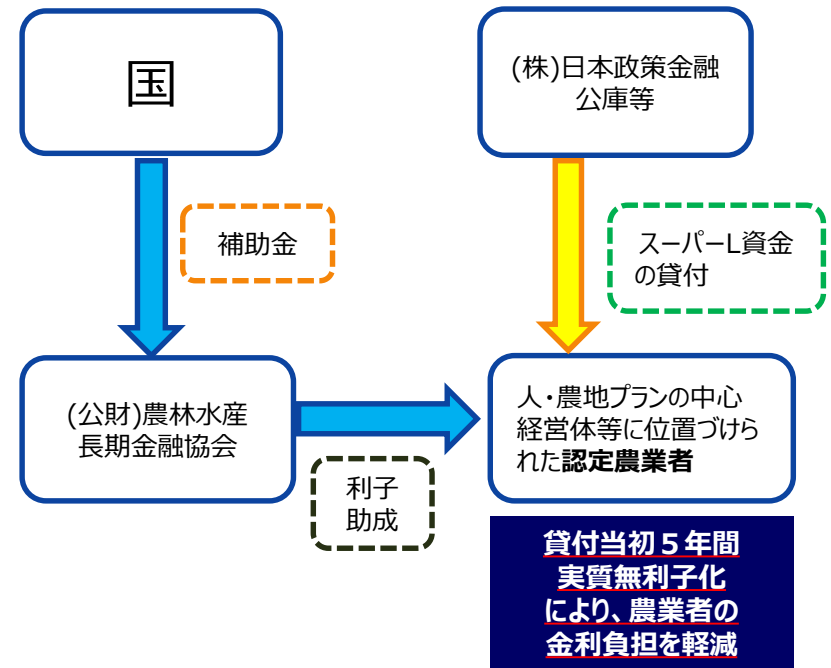 国
(株)日本政策金融
公庫等
補助金
スーパーL資金
の貸付
(公財)農林水産
長期金融協会
利子
助成
人・農地プランの中心
経営体等に位置づけら
れた認定農業者
貸付当初５年間
実質無利子化
により、農業者の
金利負担を軽減